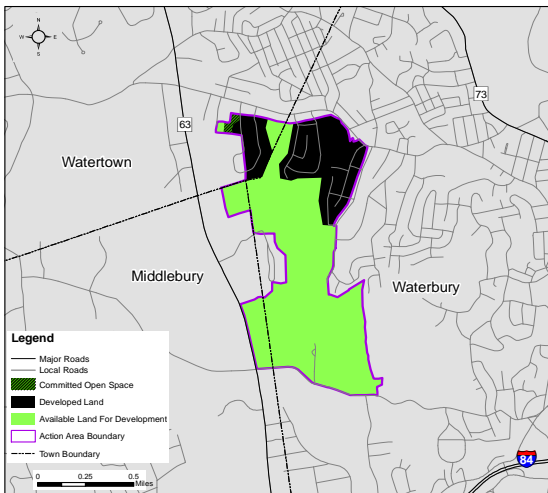 N
W E
S
73
63
Watertown
Middlebury
Waterbury
Legend
Major Roads
Local Roads
Committed Open Space
Developed Land
Available Land For Development
Action Area Boundary
Town Boundary
84
0 0.25 0.5
Miles